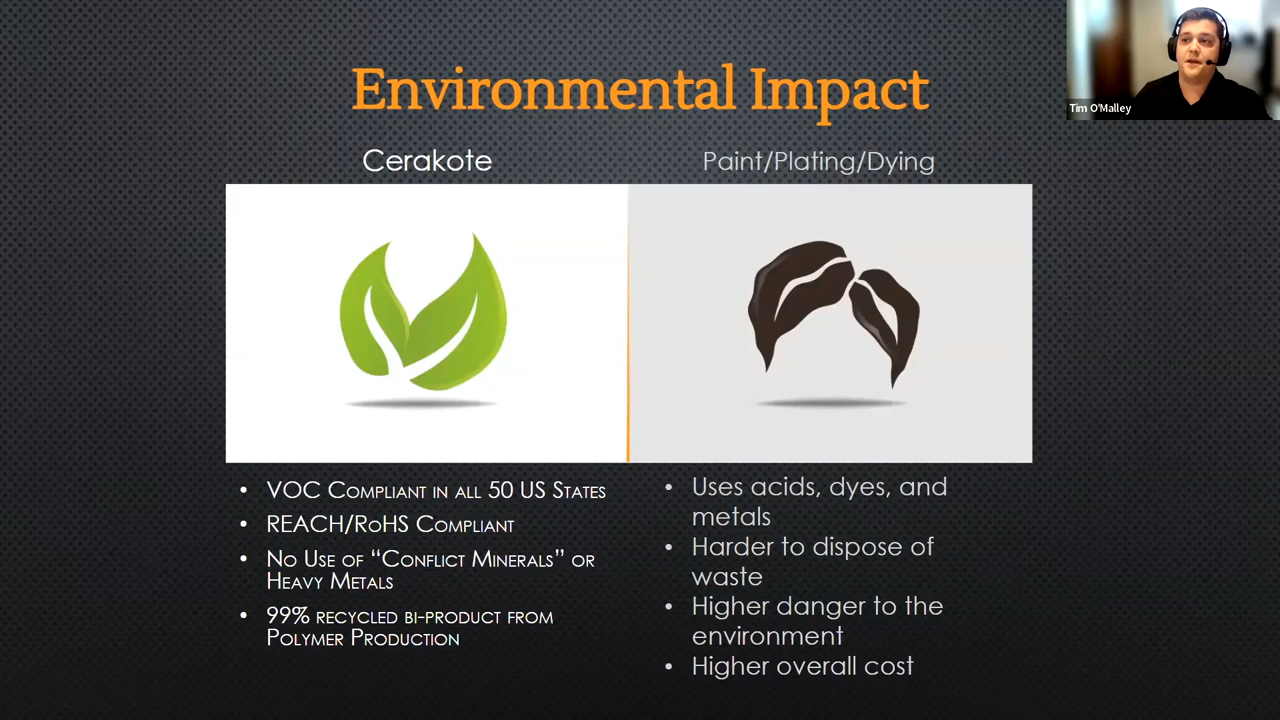 Environmental Impact
Tim O'Malley
Cerakote
Paint/Plating/Dying
• VOC Compliant in all 50 US States
• REACH/RoHS Compliant
• No Use of “Conflict Minerals” or
Heavy Metals
• 99% recycled bi-product from
Polymer Production
• Uses acids, dyes, and
metals
• Harder to dispose of
waste
• Higher danger to the
environment
• Higher overall cost